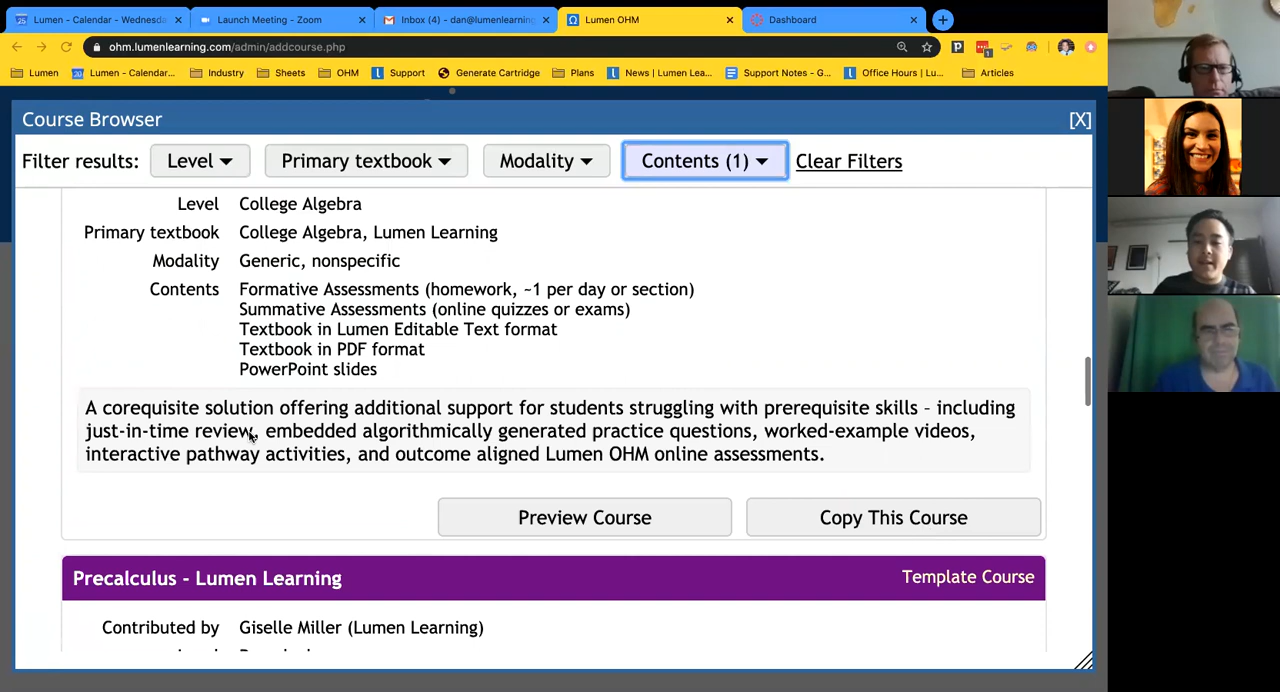 Lumen - Calendar - Wednesda
Launch Meeting - Zoom
Inbox (4) - dan@lumenlearning
Lumen OHM
Dashboard
ohm.lumenlearning.com/admin/addcourse.php
Lumen
Lumen - Calendar...
Industry
Sheets
OHM
Support
Generate Cartridge
Plans
News | Lumen Lea...
Support Notes - G...
Office Hours | Lu...
Articles
Course Browser
[X]
Filter results:
Level
Primary textbook
Modality
Contents (1)
Clear Filters
Level College Algebra
Primary textbook College Algebra, Lumen Learning
Modality Generic, nonspecific
Contents Formative Assessments (homework, ~1 per day or section)
Summative Assessments (online quizzes or exams)
Textbook in Lumen Editable Text format
Textbook in PDF format
PowerPoint slides
A corequisite solution offering additional support for students struggling with prerequisite skills - including
just-in-time review, embedded algorithmically generated practice questions, worked-example videos,
interactive pathway activities, and outcome aligned Lumen OHM online assessments.
Preview Course
Copy This Course
Precalculus - Lumen Learning
Template Course
Contributed by Giselle Miller (Lumen Learning)